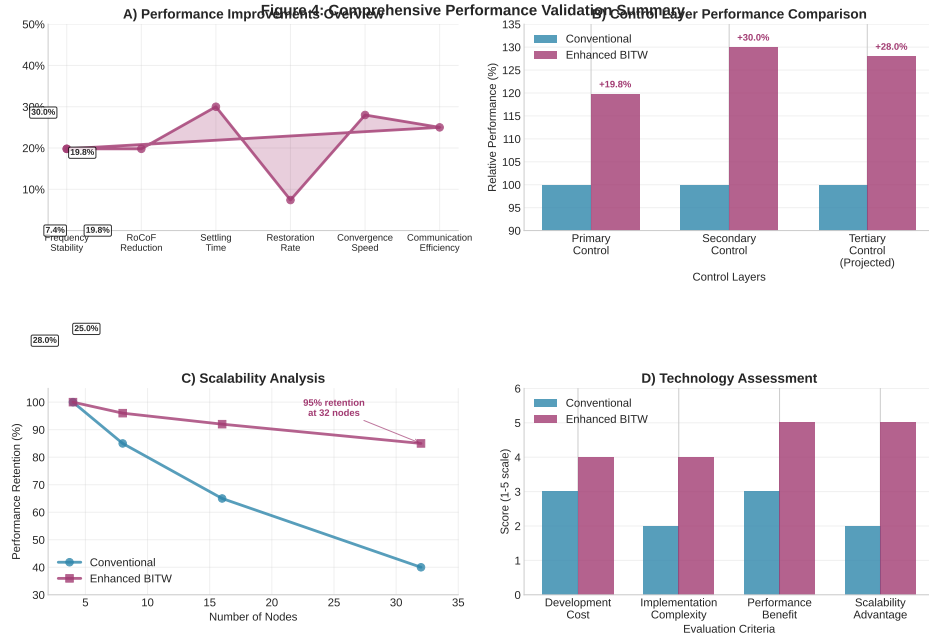 Figure 4: Comprehensive Performance Validation Summary
A) Performance Improvements Overview
50%
40%
30%
20%
10%
30.0%
19.8%
7.4%
19.8%
Frequency
Stability
RoCoF
Reduction
Settling
Time
Restoration
Rate
Convergence
Speed
Communication
Efficiency
25.0%
28.0%
B) Control Layer Performance Comparison
Conventional
Enhanced BITW
+19.8%
+30.0%
+28.0%
Relative Performance (%)
135
130
125
120
115
110
105
100
95
90
Primary
Control
Secondary
Control
Tertiary
Control
(Projected)
Control Layers
C) Scalability Analysis
95% retention
at 32 nodes
Performance Retention (%)
100
90
80
70
60
50
40
30
Conventional
Enhanced BITW
5
10
15
20
25
30
35
Number of Nodes
D) Technology Assessment
Conventional
Enhanced BITW
Score (1-5 scale)
6
5
4
3
2
1
0
Development
Cost
Implementation
Complexity
Performance
Benefit
Scalability
Advantage
Evaluation Criteria